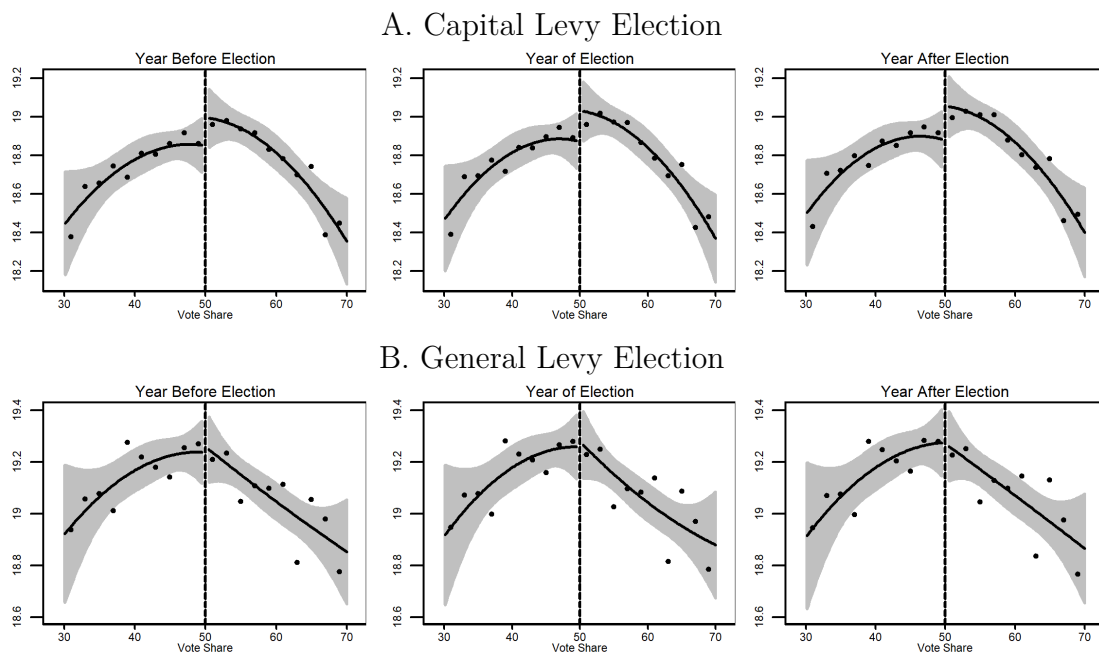 A. Capital Levy Election
Year Before Election
Year of Election
Year After Election
19.2
19
18.8
18.6
18.4
18.2
30 40 50 60 70
Vote Share
19.2
19
18.8
18.6
18.4
18.2
30 40 50 60 70
Vote Share
19.2
19
18.8
18.6
18.4
18.2
30 40 50 60 70
Vote Share
B. General Levy Election
Year Before Election
Year of Election
Year After Election
19.4
19.2
19
18.8
18.6
30 40 50 60 70
Vote Share
19.4
19.2
19
18.8
18.6
30 40 50 60 70
Vote Share
19.4
19.2
19
18.8
18.6
30 40 50 60 70
Vote Share